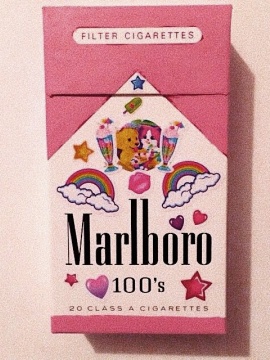 FILTER CIGARETTES
Marlboro
100's
20 CLASS A CIGARETTES